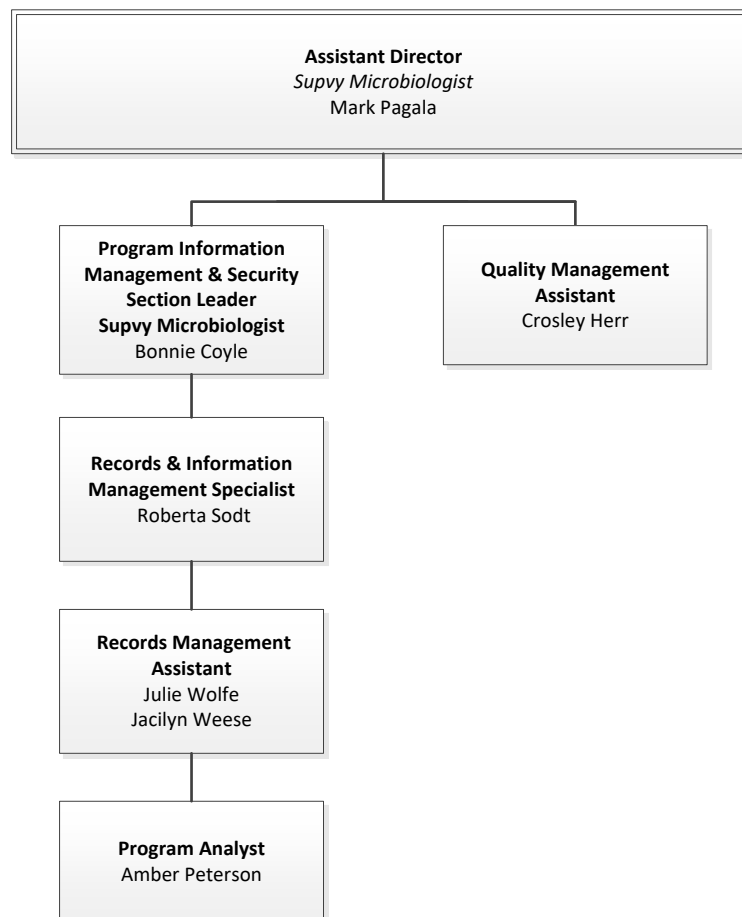 Assistant Director
Supvy Microbiologist
Mark Pagala
Program Information
Management & Security
Section Leader
Supvy Microbiologist
Bonnie Coyle
Quality Management
Assistant
Crosley Herr
Records & Information
Management Specialist
Roberta Sodt
Records Management
Assistant
Julie Wolfe
Jacilyn Weese
Program Analyst
Amber Peterson